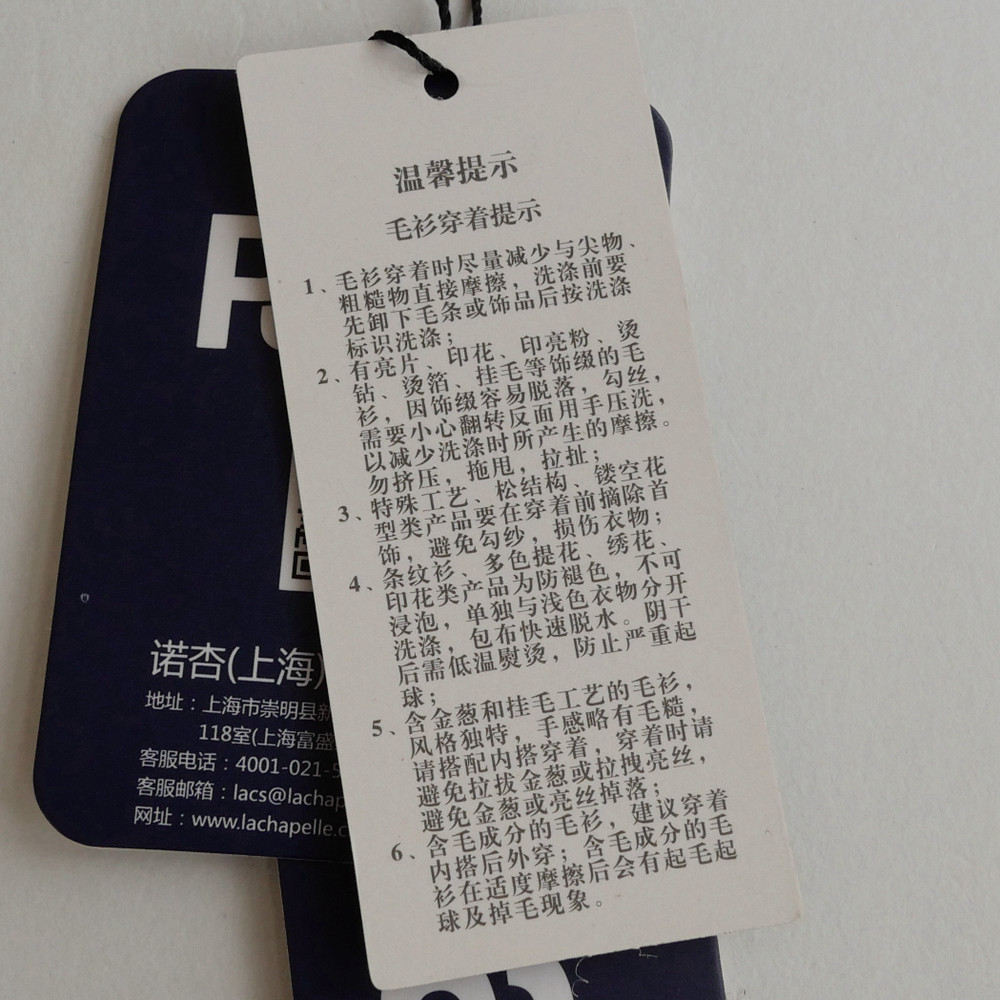 温馨提示
毛衫穿着提示
1、毛衫穿着时尽量减少与尖物、
粗糙物直接摩擦，洗涤前要
先卸下毛条或饰品后按洗涤
标识洗涤；
2、有亮片、印花、印亮粉、烫
钻、烫箔、挂毛等饰缀的毛
衫，因饰缀容易脱落，勾丝，
需要小心翻转反面用手压洗，
以减少洗涤时所产生的摩擦。
勿挤压，拖甩，拉扯；
3、特殊工艺、松结构、镂空花
型类产品要在穿着前摘除首
饰，避免勾纱，损伤衣物；
4、条纹衫、多色提花、绣花、
印花类产品为防褪色，不可
浸泡，单独与浅色衣物分开
洗涤，包布快速脱水。阴干
后需低温熨烫，防止严重起
球；
5、含金葱和挂毛工艺的毛衫，
风格独特，手感略有毛糙，
请搭配内搭穿着，穿着时请
避免拉拔金葱或拉拽亮丝，
避免金葱或亮丝掉落；
6、含毛成分的毛衫，建议穿着
内搭后外穿；含毛成分的毛
衫在适度摩擦后会有起毛起
球及掉毛现象。
诺杏(上海)
地址：上海市崇明县新
118室(上海富盛
客服电话：4001-021-5
客服邮箱：lacs@lachap
网址：www.lachapelle.c